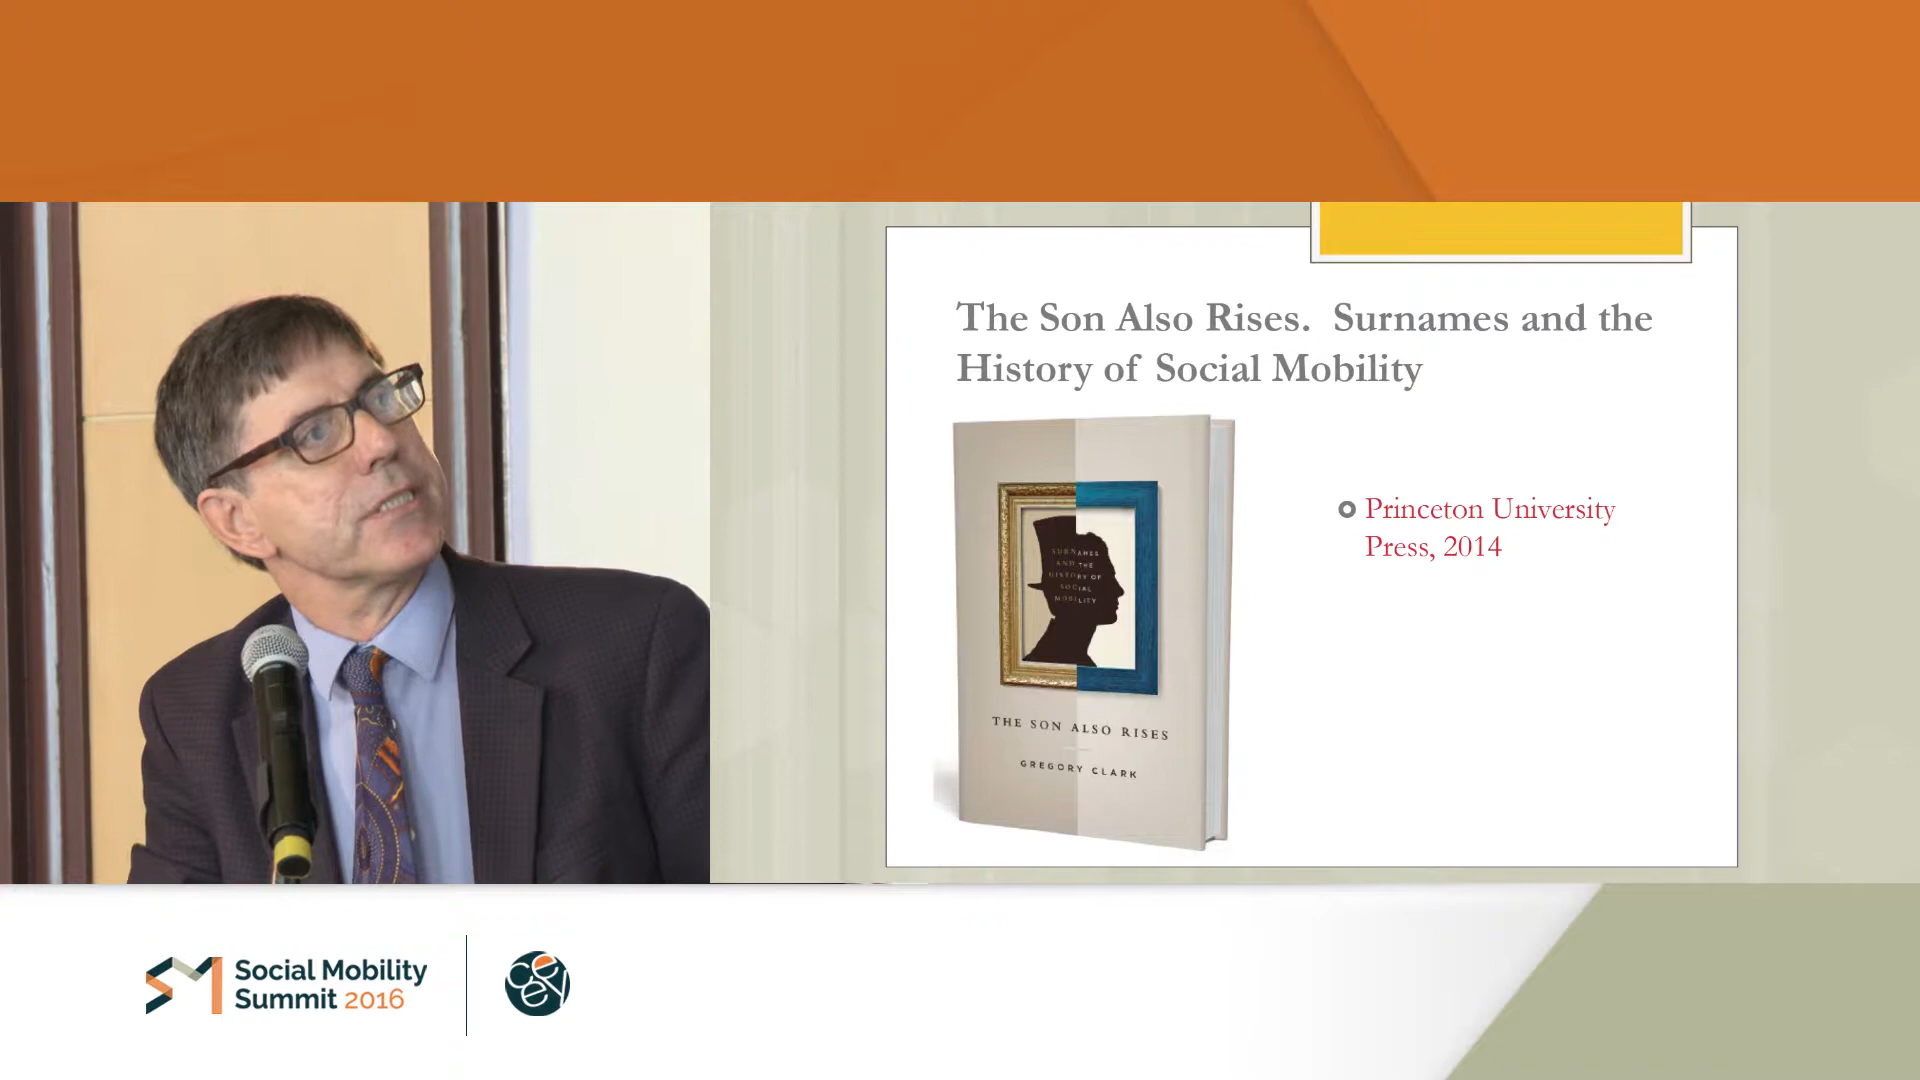 The Son Also Rises. Surnames and the
History of Social Mobility
SURNAMES
AND THE
HISTORY OF
SOCIAL
MOBILITY
THE SON ALSO RISES
GREGORY CLARK
Princeton University
Press, 2014
Social Mobility
Summit 2016
ceey